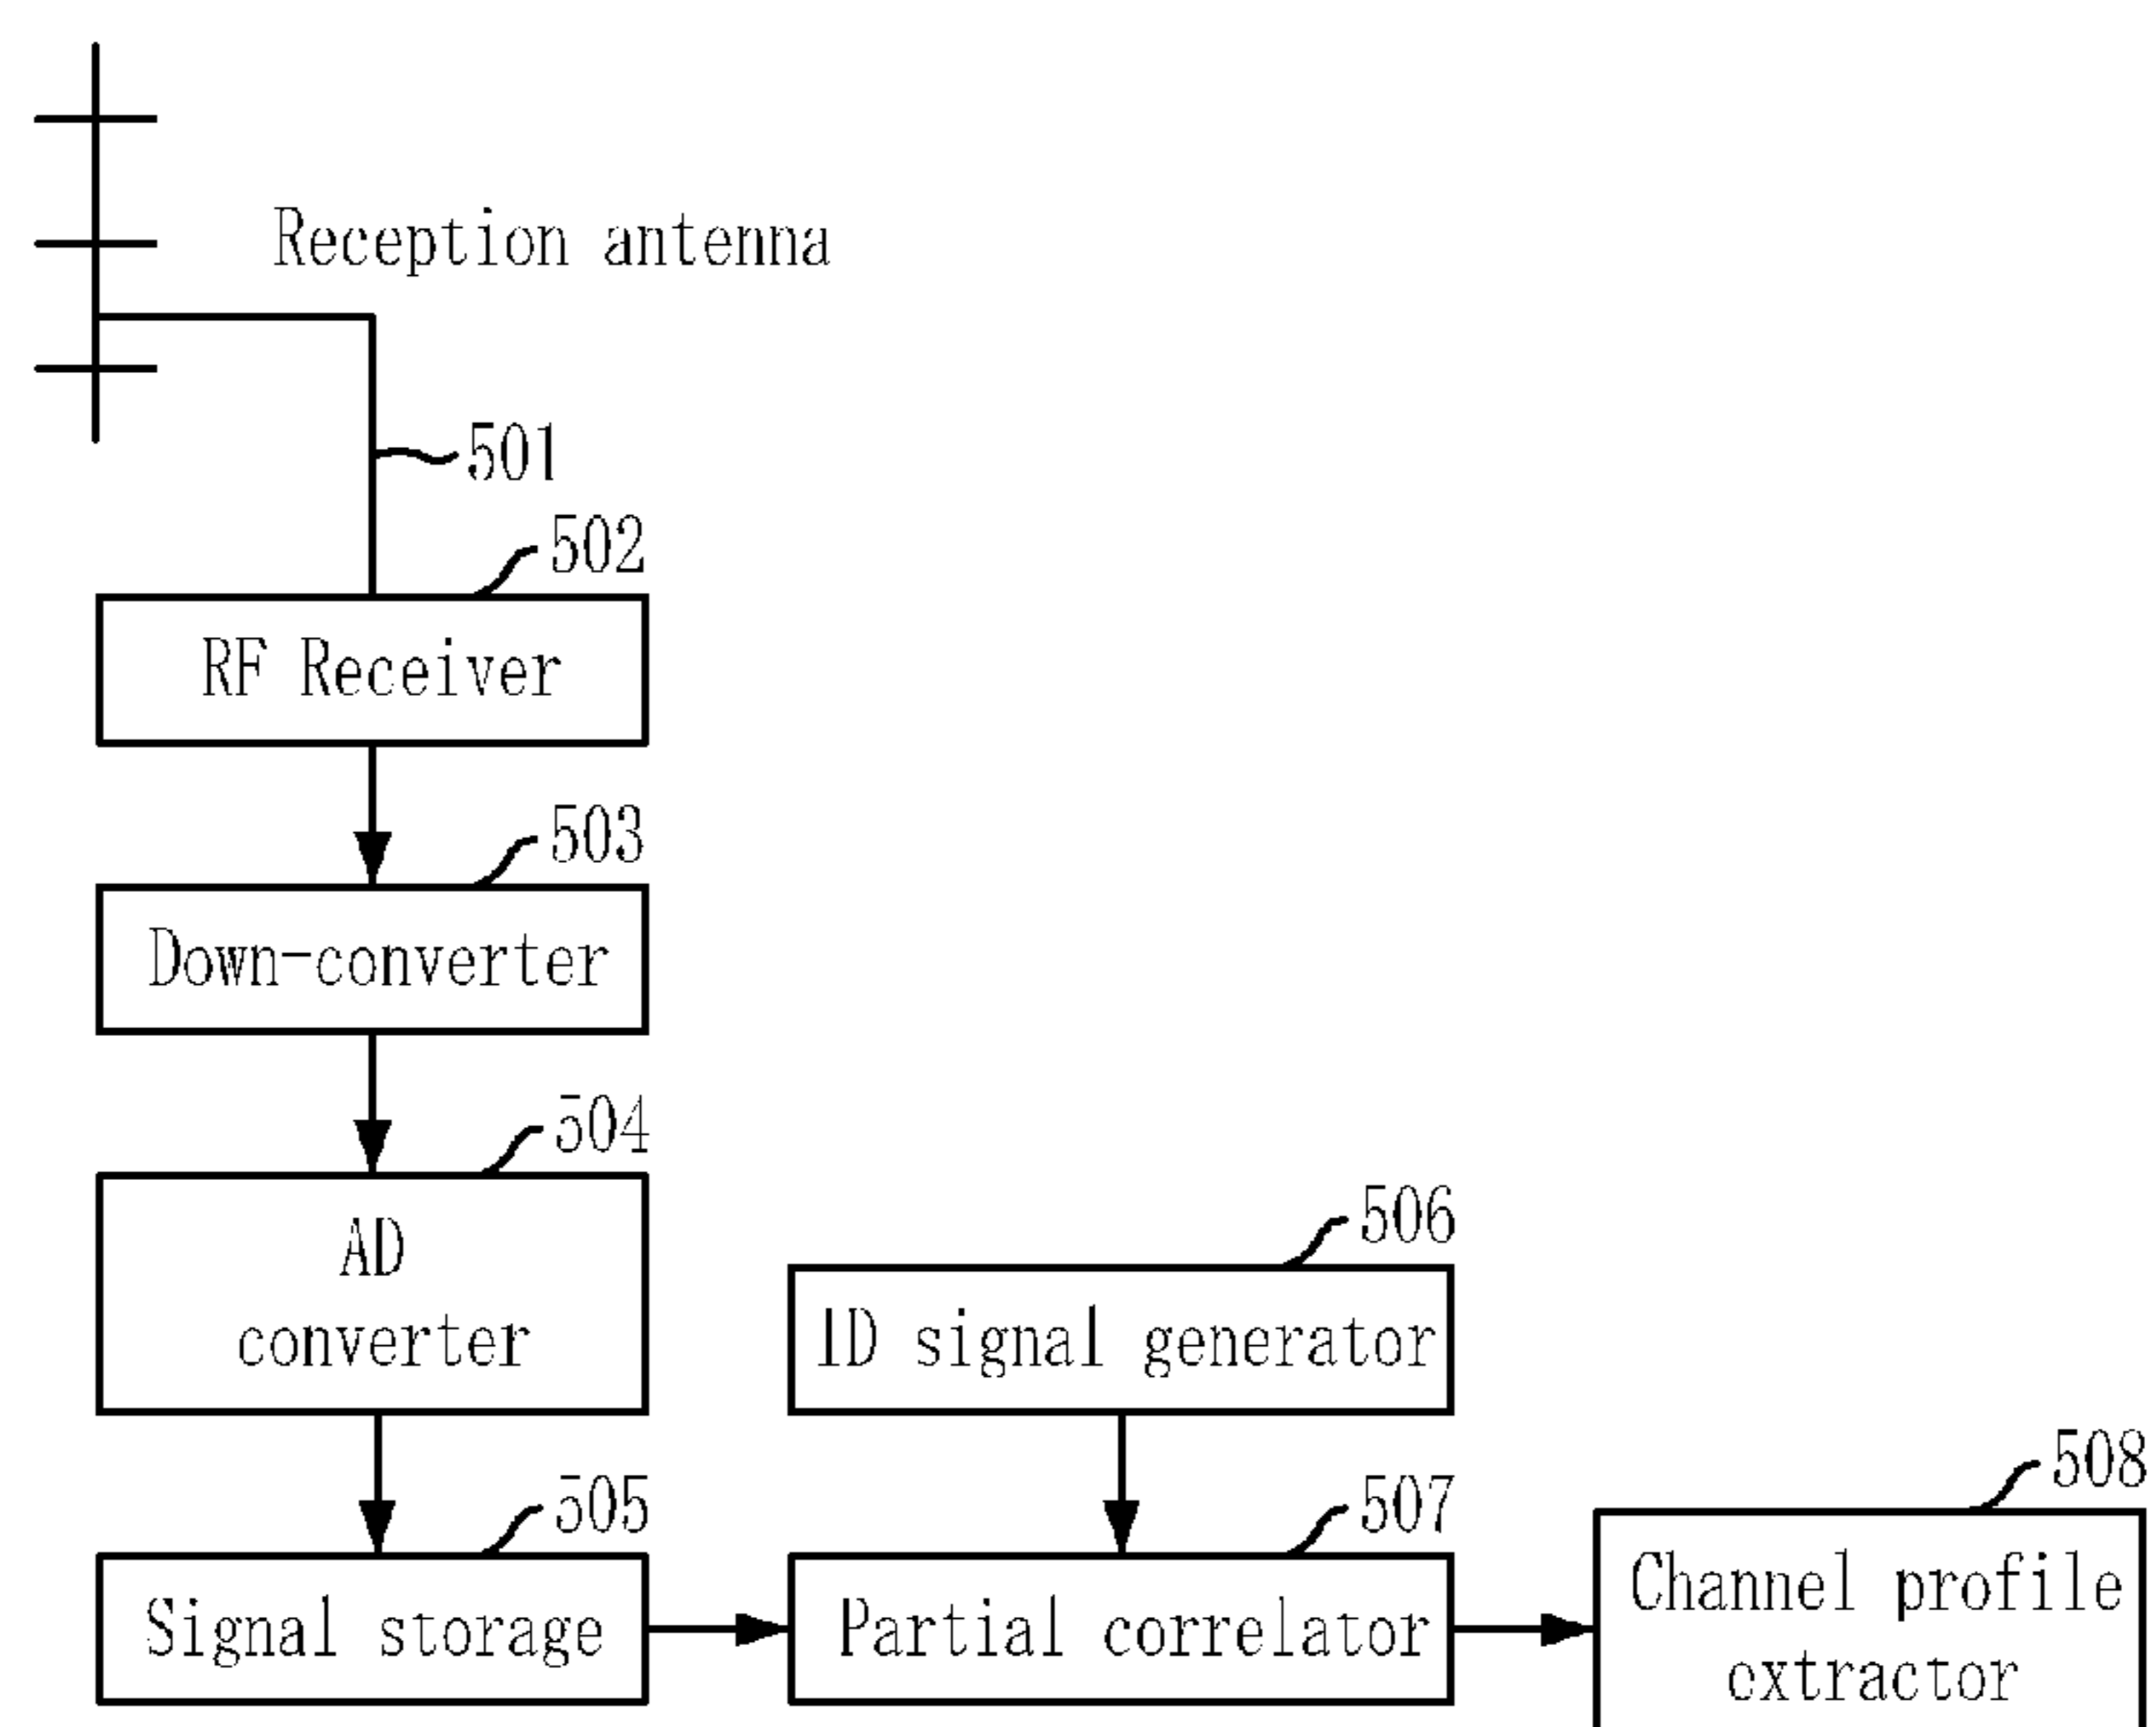 Reception antenna
501
502
RF Receiver
503
Down-converter
504
AD
converter
506
ID signal generator
505
Signal storage
507
Partial correlator
508
Channel profile
extractor